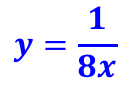 y = 1/8x